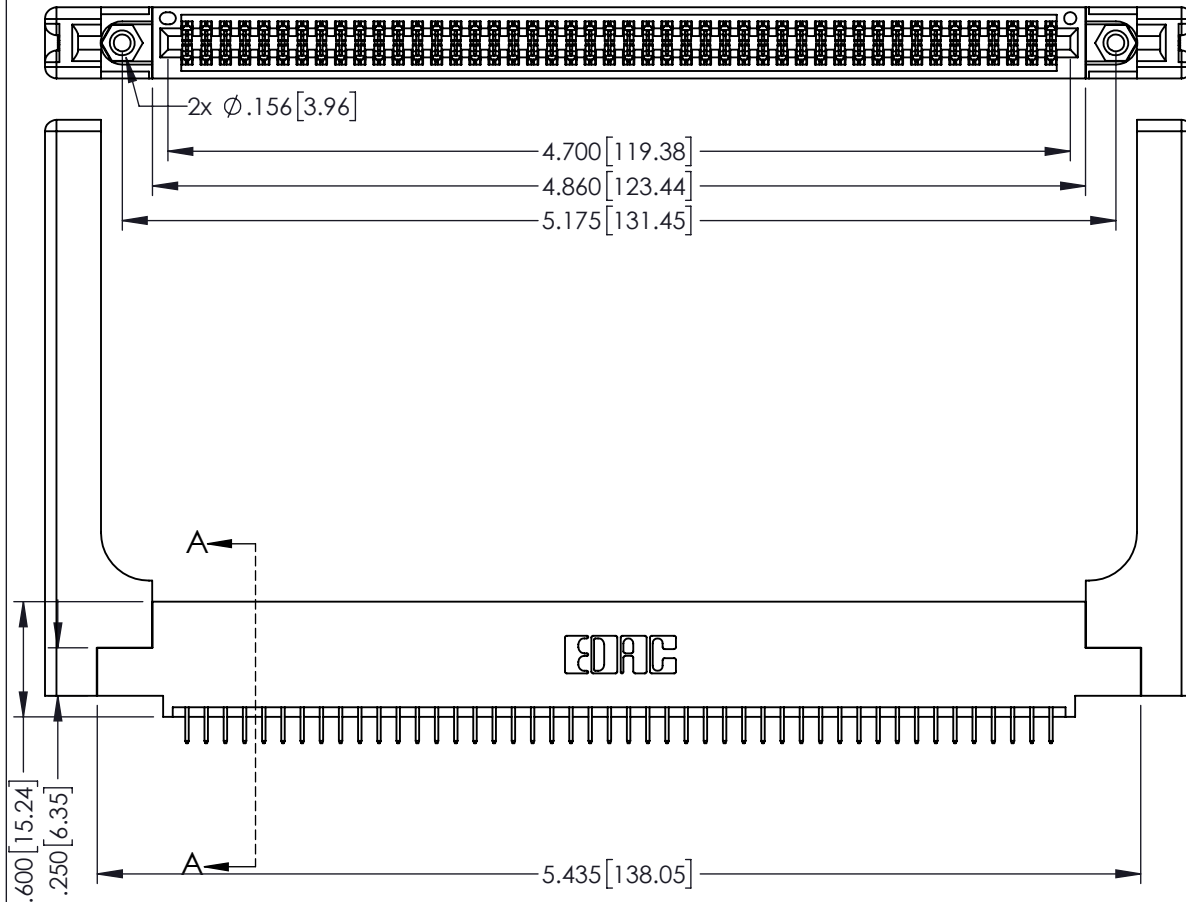 2x ∅.156[3.96]
4.700[119.38]
4.860[123.44]
5.175[131.45]
A
EDAC
.600[15.24]
.250[6.35]
A
5.435[138.05]